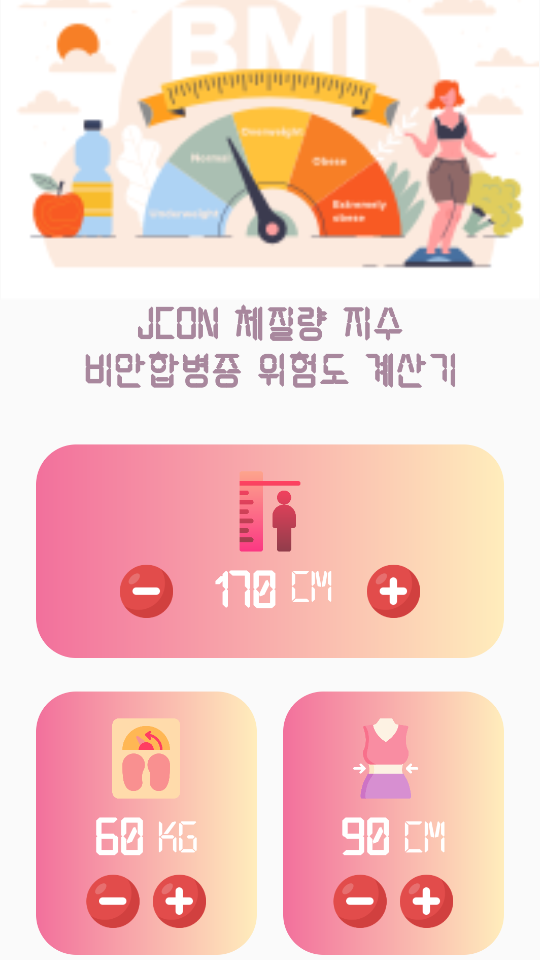 BMI
Underweight
Normal
Overweight
Obese
Extremely
obese
JCON 체질량 지수
비만합병증 위험도 계산기
170 CM
60 KG
90 CM